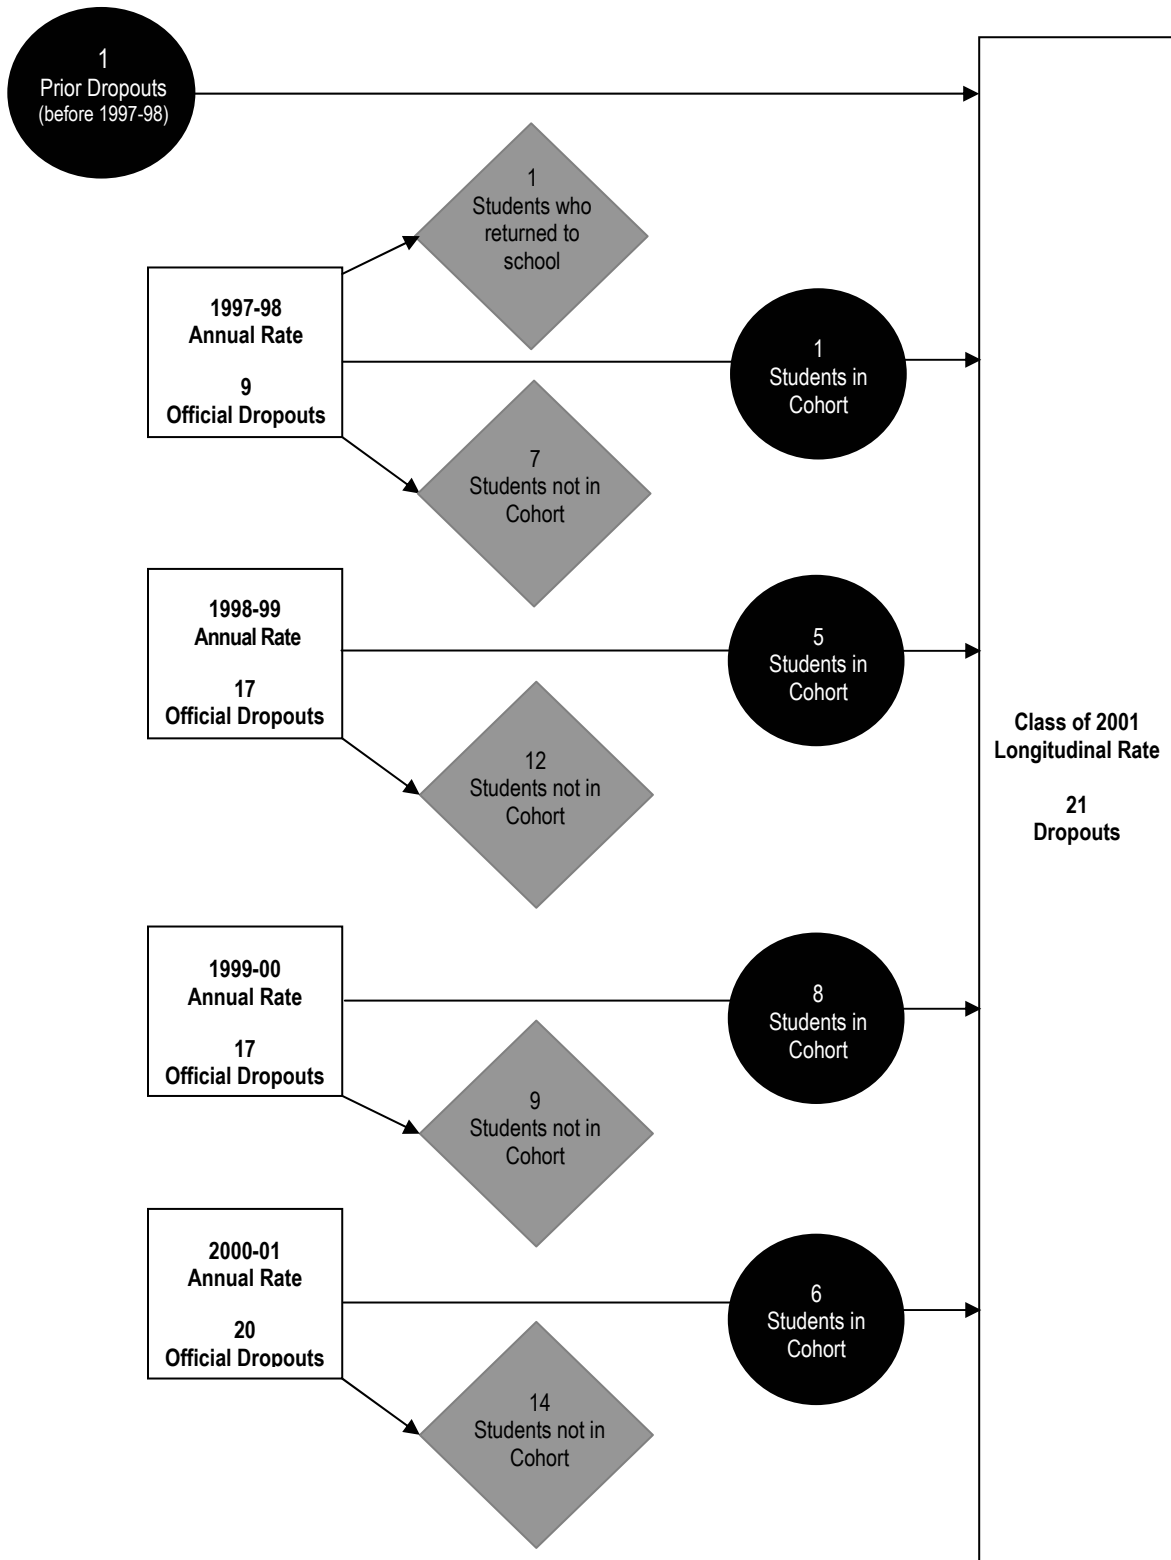 1
Prior Dropouts
(before 1997-98)
1
Students who
returned to
school
1997-98
Annual Rate
9
Official Dropouts
1
Students in
Cohort
7
Students not in
Cohort
1998-99
Annual Rate
17
Official Dropouts
5
Students in
Cohort
12
Students not in
Cohort
Class of 2001
Longitudinal Rate
21
Dropouts
1999-00
Annual Rate
17
Official Dropouts
8
Students in
Cohort
9
Students not in
Cohort
2000-01
Annual Rate
20
Official Dropouts
6
Students in
Cohort
14
Students not in
Cohort